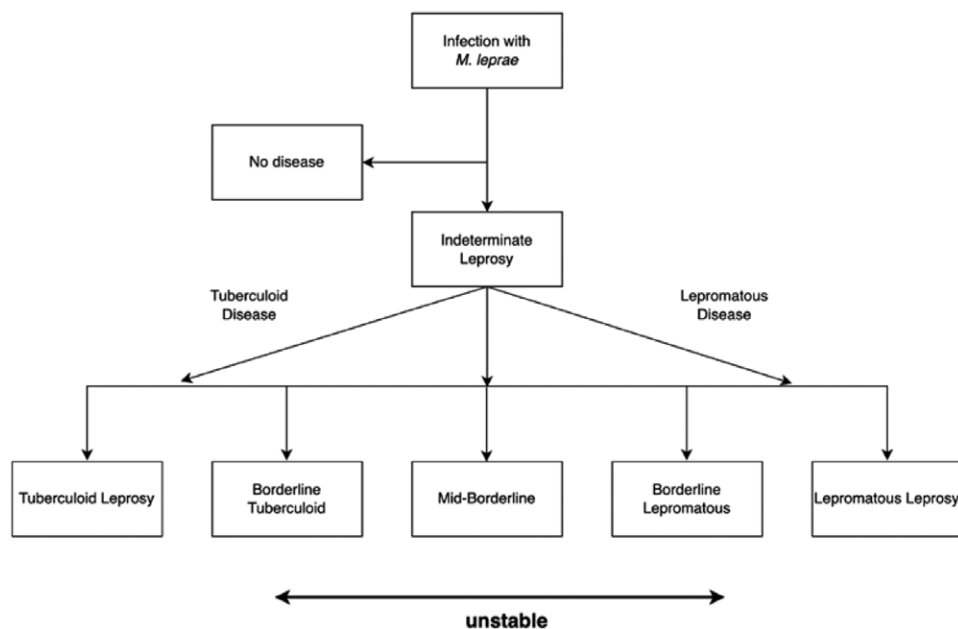 Infection with
M. leprae
No disease
Indeterminate
Leprosy
Tuberculoid
Disease
Lepromatous
Disease
Tuberculoid Leprosy
Borderline
Tuberculoid
Mid-Borderline
Borderline
Lepromatous
Lepromatous Leprosy
unstable